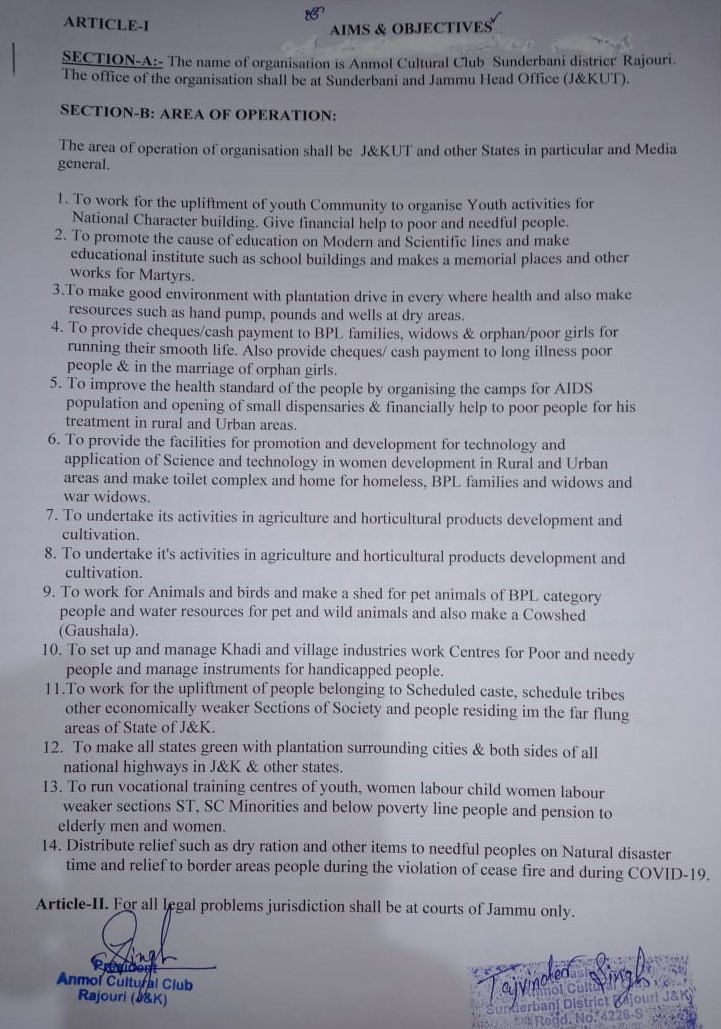 ARTICLE-I
AIMS & OBJECTIVES
SECTION-A:- The name of organisation is Anmol Cultural Club Sunderbani district Rajouri.
The office of the organisation shall be at Sunderbani and Jammu Head Office (J&KUT).
SECTION-B: AREA OF OPERATION:
The area of operation of organisation shall be J&KUT and other States in particular and Media
general.
1. To work for the upliftment of youth Community to organise Youth activities for
National Character building. Give financial help to poor and needful people.
2. To promote the cause of education on Modern and Scientific lines and make
educational institute such as school buildings and makes a memorial places and other
works for Martyrs.
3.To make good environment with plantation drive in every where health and also make
resources such as hand pump, pounds and wells at dry areas.
4. To provide cheques/cash payment to BPL families, widows & orphan/poor girls for
running their smooth life. Also provide cheques/ cash payment to long illness poor
people & in the marriage of orphan girls.
5. To improve the health standard of the people by organising the camps for AIDS
population and opening of small dispensaries & financially help to poor people for his
treatment in rural and Urban areas.
6. To provide the facilities for promotion and development for technology and
application of Science and technology in women development in Rural and Urban
areas and make toilet complex and home for homeless, BPL families and widows and
war widows.
7. To undertake its activities in agriculture and horticultural products development and
cultivation.
8. To undertake it's activities in agriculture and horticultural products development and
cultivation.
9. To work for Animals and birds and make a shed for pet animals of BPL category
people and water resources for pet and wild animals and also make a Cowshed
(Gaushala).
10. To set up and manage Khadi and village industries work Centres for Poor and needy
people and manage instruments for handicapped people.
11.To work for the upliftment of people belonging to Scheduled caste, schedule tribes
other economically weaker Sections of Society and people residing im the far flung
areas of State of J&K.
12. To make all states green with plantation surrounding cities & both sides of all
national highways in J&K & other states.
13. To run vocational training centres of youth, women labour child women labour
weaker sections ST, SC Minorities and below poverty line people and pension to
elderly men and women.
14. Distribute relief such as dry ration and other items to needful peoples on Natural disaster
time and relief to border areas people during the violation of cease fire and during COVID-19.
Article-II. For all legal problems jurisdiction shall be at courts of Jammu only.
Singh
President
Anmol Cultural Club
Rajouri (J&K)
Tajvinder Singh
Anmol Cultural
Sunderbani District Rajouri J&K
Regd. No. 4226-S